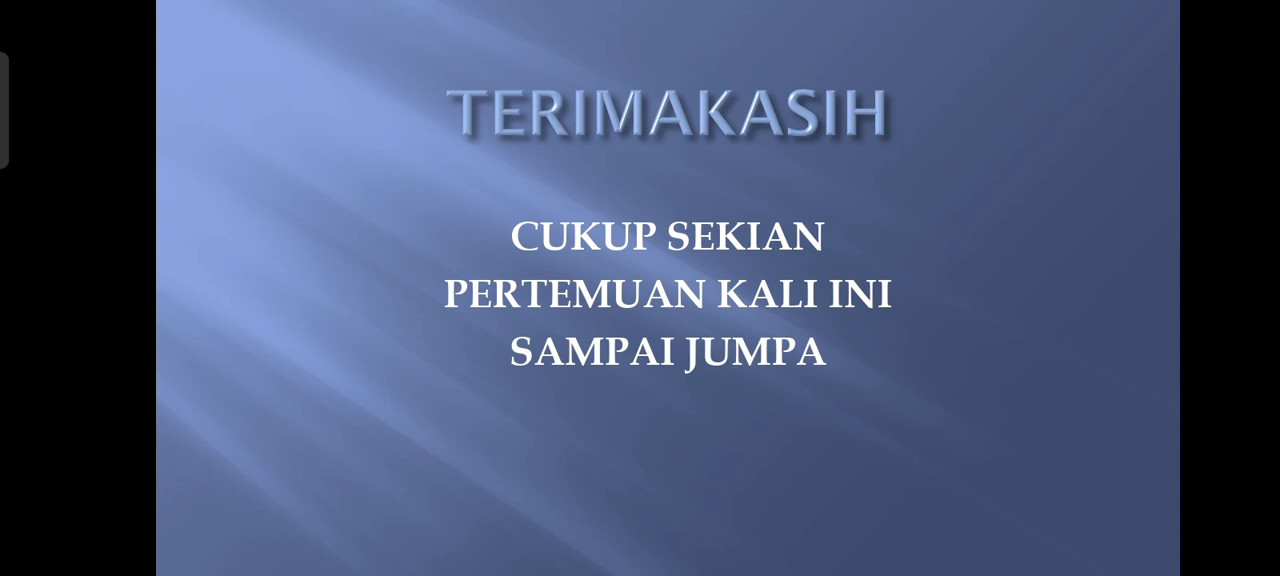 TERIMAKASIH
CUKUP SEKIAN
PERTEMUAN KALI INI
SAMPAI JUMPA